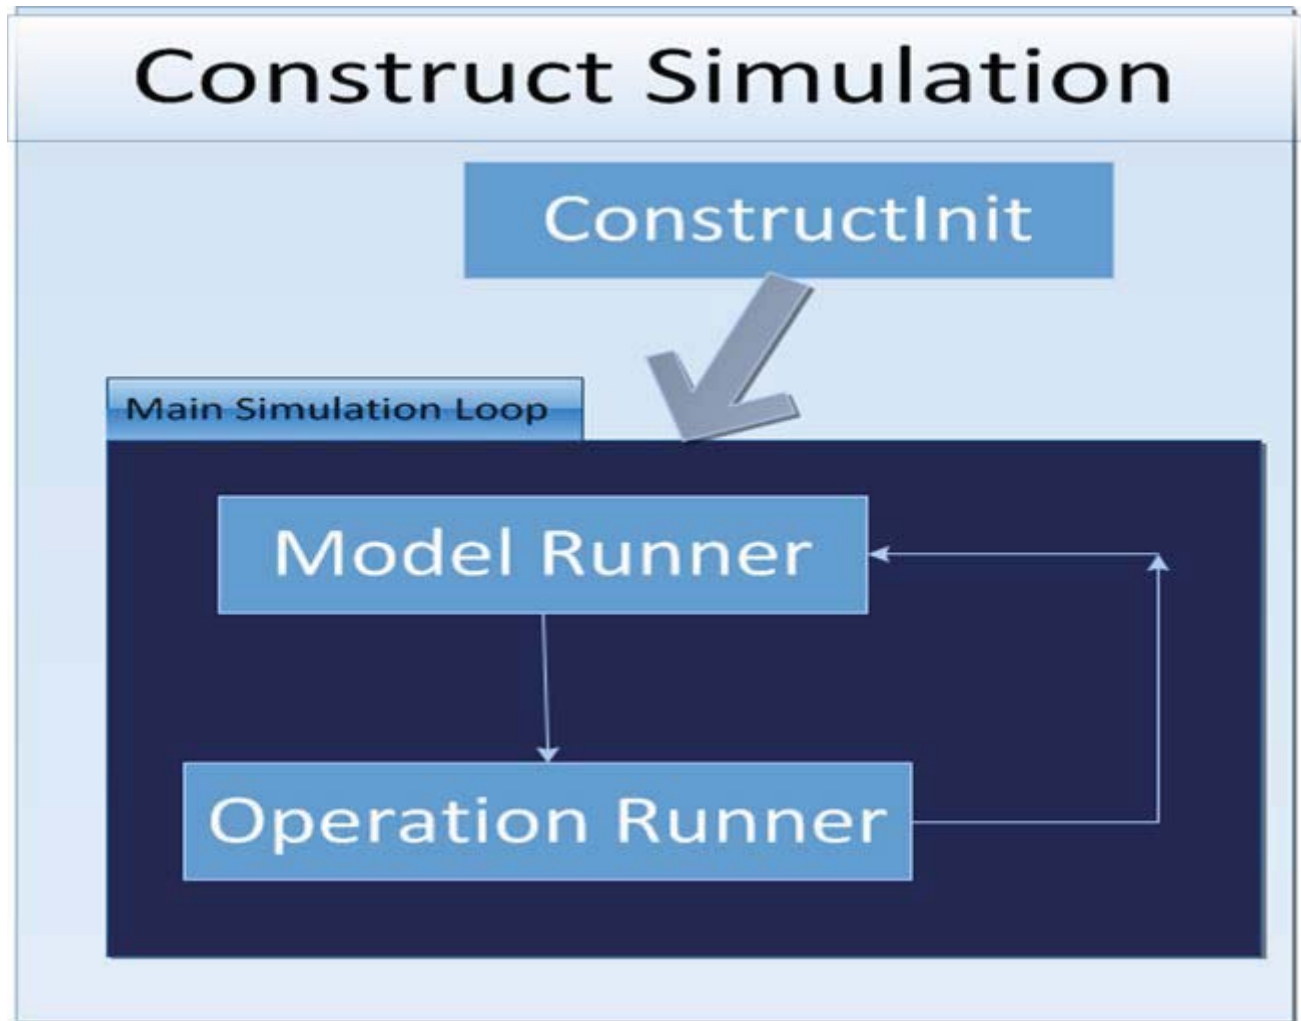 Construct Simulation
ConstructInit
Main Simulation Loop
Model Runner
Operation Runner